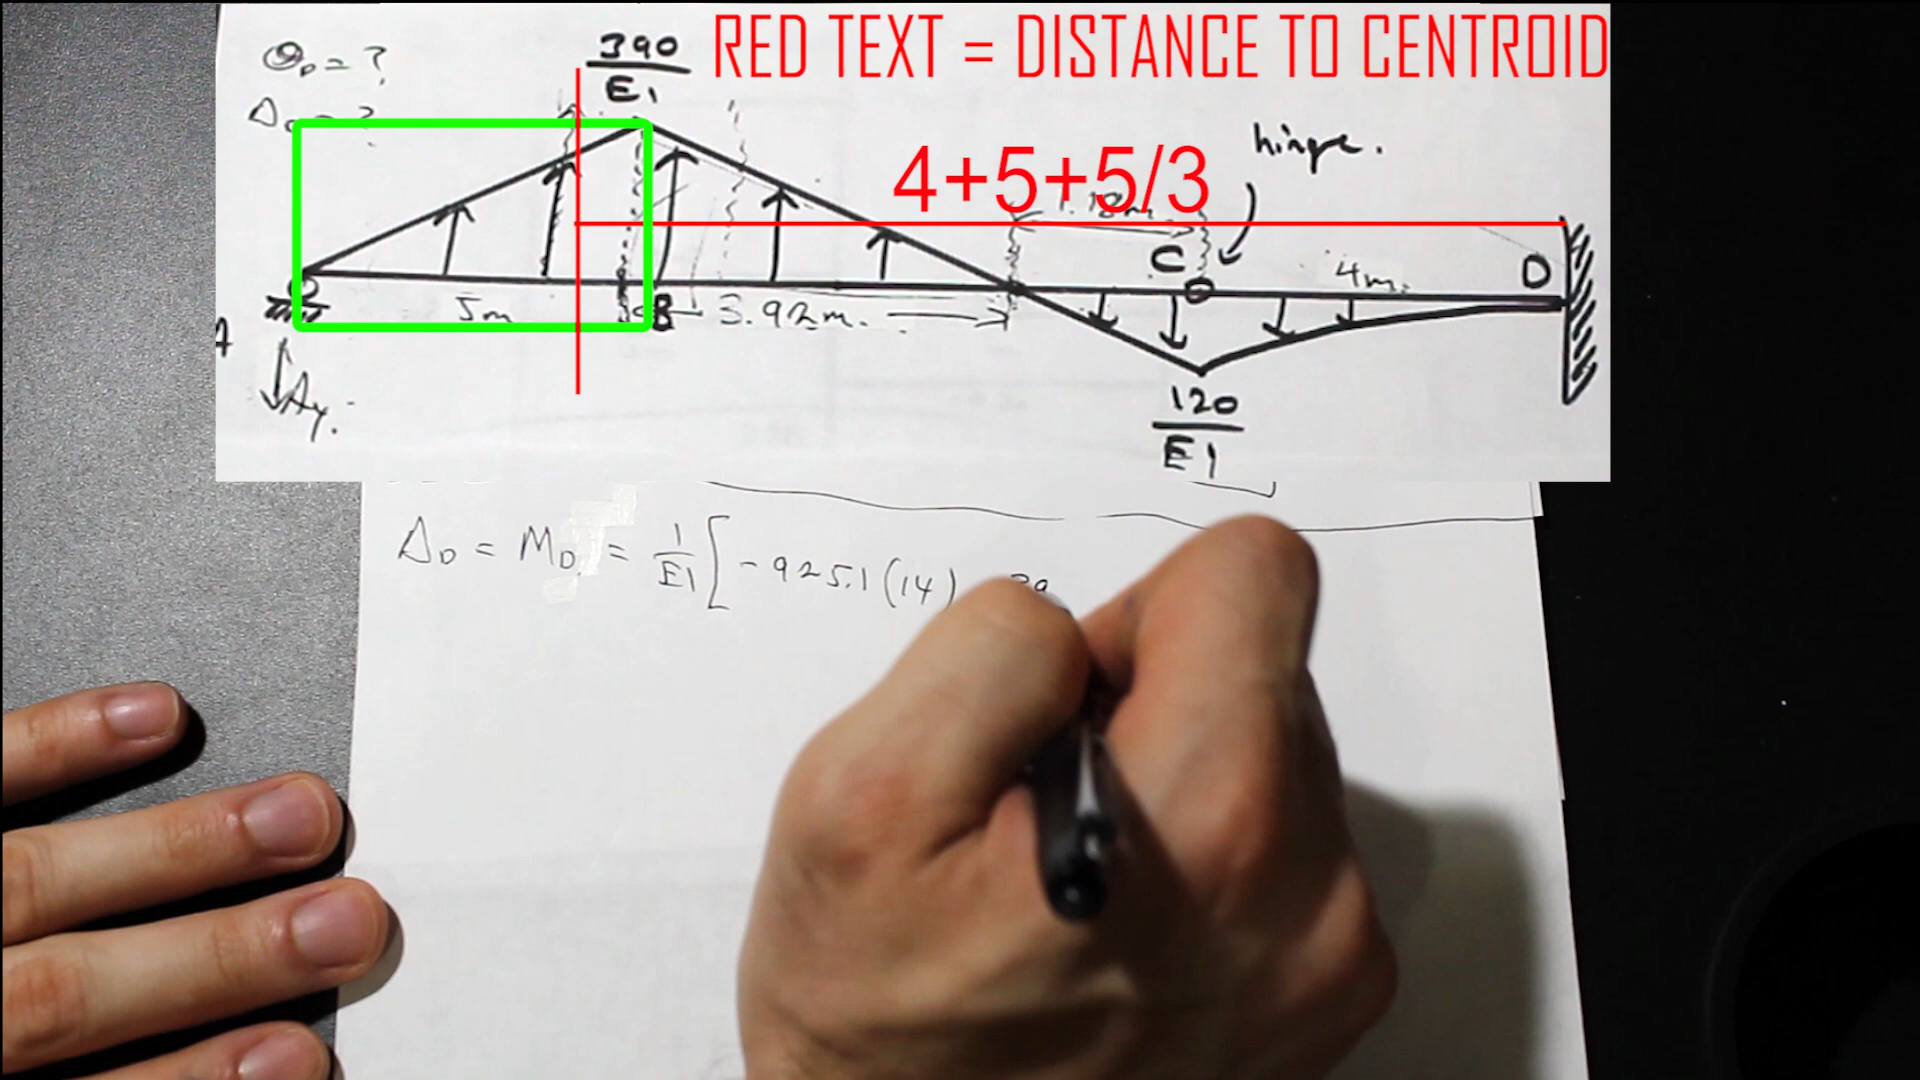 RED TEXT = DISTANCE TO CENTROID
390
EI
θD = ?
ΔD = ?
4+5+5/3
hinge.
C
D
4m.
5m
B
3.92m.
A
Ay.
120
EI
ΔD = MD = 1/EI [ -925.1 (14)